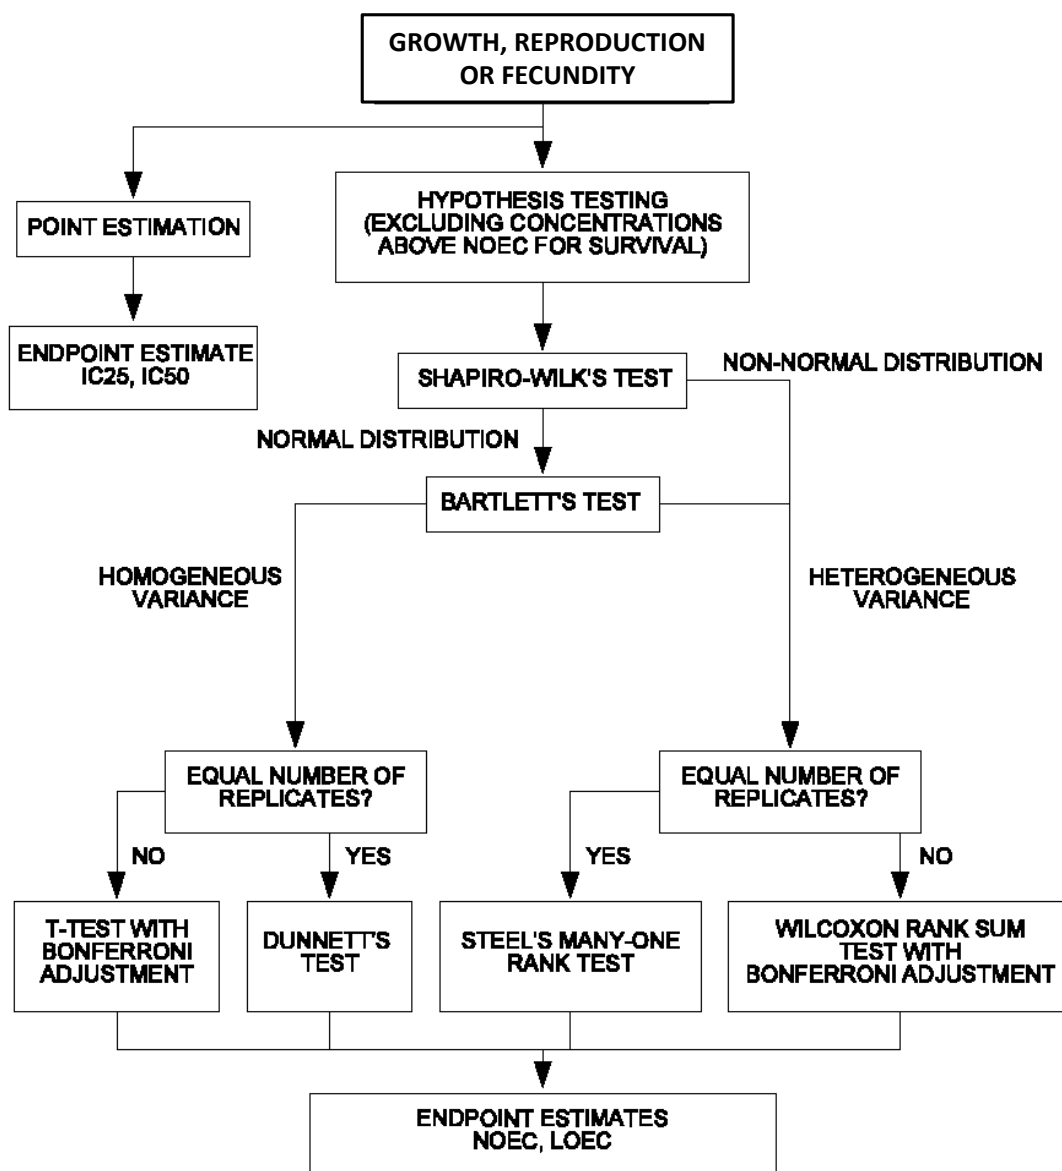 GROWTH, REPRODUCTION
OR FECUNDITY
POINT ESTIMATION
HYPOTHESIS TESTING
(EXCLUDING CONCENTRATIONS
ABOVE NOEC FOR SURVIVAL)
ENDPOINT ESTIMATE
IC25, IC50
SHAPIRO-WILK'S TEST
NON-NORMAL DISTRIBUTION
NORMAL DISTRIBUTION
BARTLETT'S TEST
HOMOGENEOUS
VARIANCE
HETEROGENEOUS
VARIANCE
EQUAL NUMBER OF
REPLICATES?
EQUAL NUMBER OF
REPLICATES?
NO
YES
YES
NO
T-TEST WITH
BONFERRONI
ADJUSTMENT
DUNNETT'S
TEST
STEEL'S MANY-ONE
RANK TEST
WILCOXON RANK SUM
TEST WITH
BONFERRONI ADJUSTMENT
ENDPOINT ESTIMATES
NOEC, LOEC